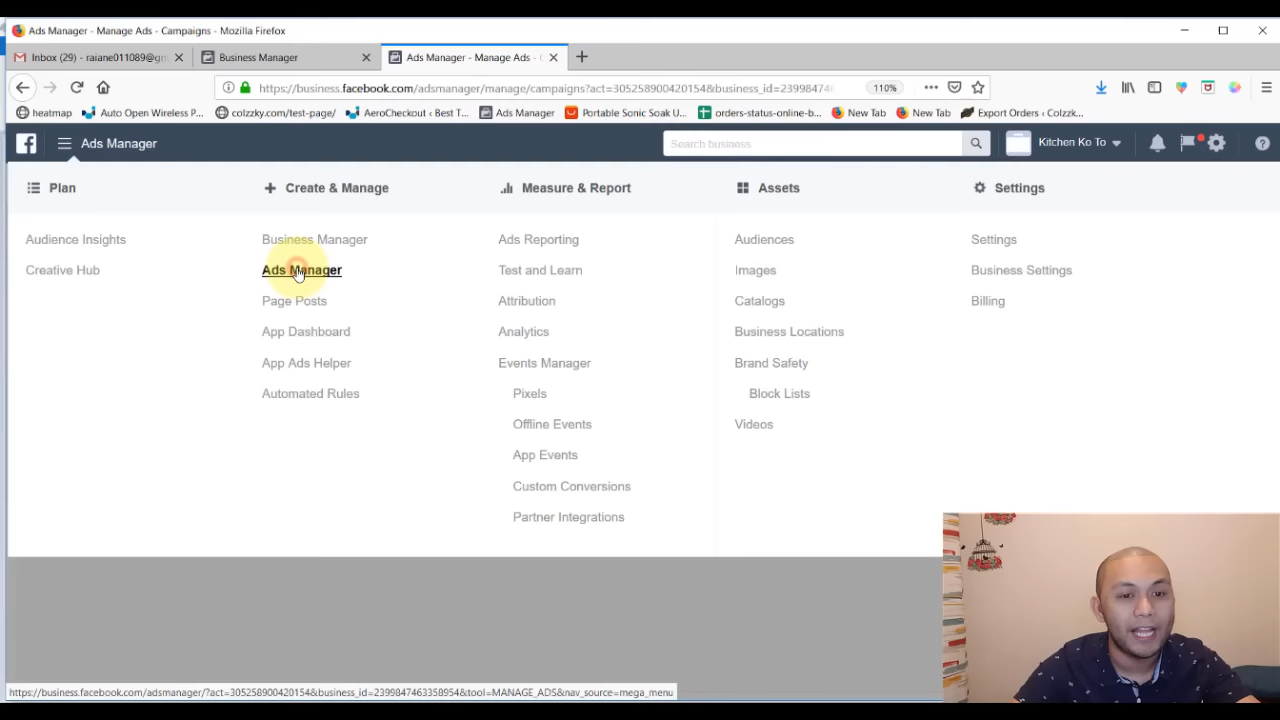 Ads Manager - Manage Ads - Campaigns - Mozilla Firefox
Inbox (29) - raiane011089@gm
Business Manager
Ads Manager - Manage Ads -
https://business.facebook.com/adsmanager/manage/campaigns?act=305258900420154&business_id=23998474
110%
heatmap
Auto Open Wireless P...
colzzky.com/test-page/
AeroCheckout ‹ Best T...
Ads Manager
Portable Sonic Soak U...
orders-status-online-b...
New Tab
New Tab
Export Orders ‹ Colzzk...
Ads Manager
Search business
Kitchen Ko To
Plan
Create & Manage
Measure & Report
Assets
Settings
Audience Insights
Business Manager
Ads Reporting
Audiences
Settings
Creative Hub
Ads Manager
Test and Learn
Images
Business Settings
Page Posts
Attribution
Catalogs
Billing
App Dashboard
Analytics
Business Locations
App Ads Helper
Events Manager
Brand Safety
Automated Rules
Pixels
Block Lists
Offline Events
Videos
App Events
Custom Conversions
Partner Integrations
https://business.facebook.com/adsmanager/?act=305258900420154&business_id=2399847463358954&tool=MANAGE_ADS&nav_source=mega_menu